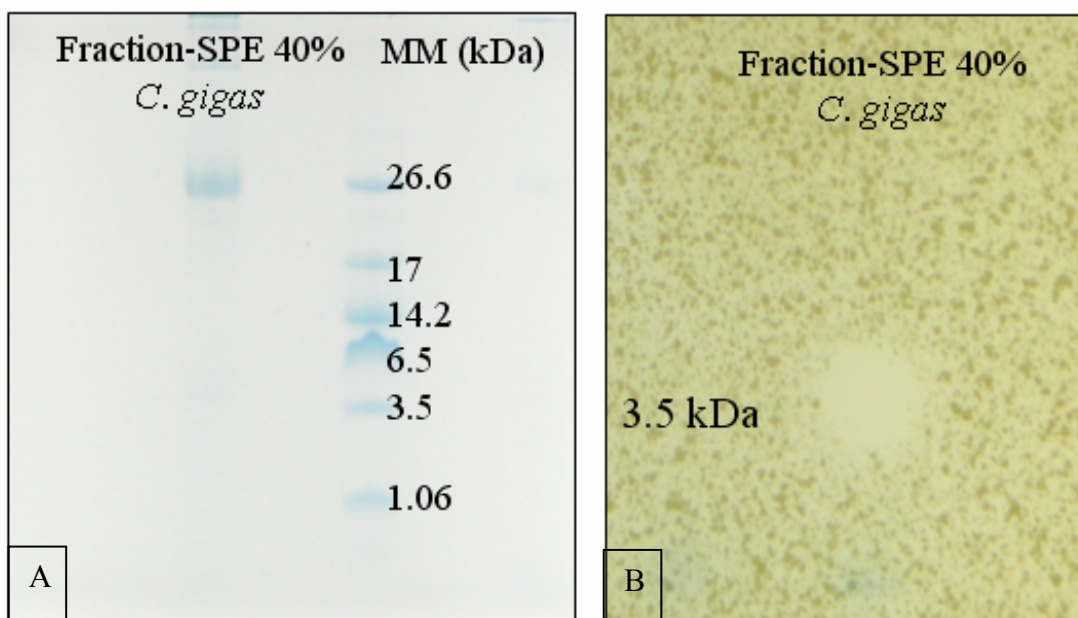 Fraction-SPE 40% MM (kDa)
C. gigas
26.6
17
14.2
6.5
3.5
1.06
A
Fraction-SPE 40%
C. gigas
3.5 kDa
B